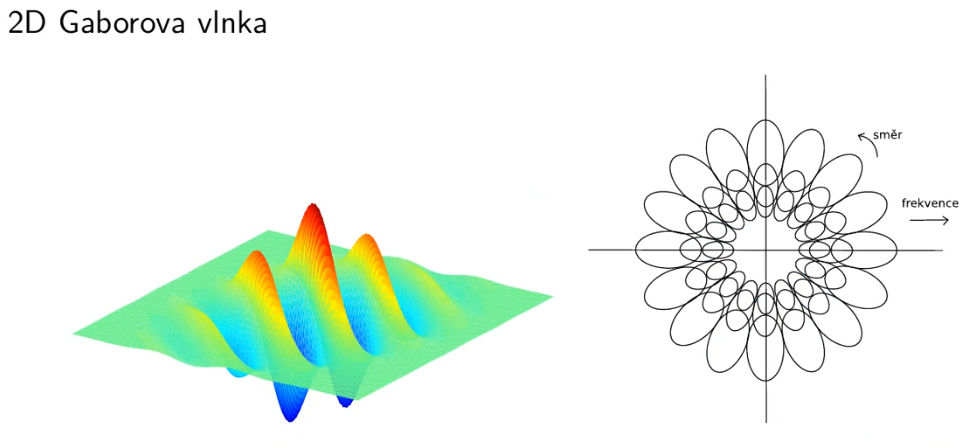 2D Gaborova vlnka
směr
frekvence